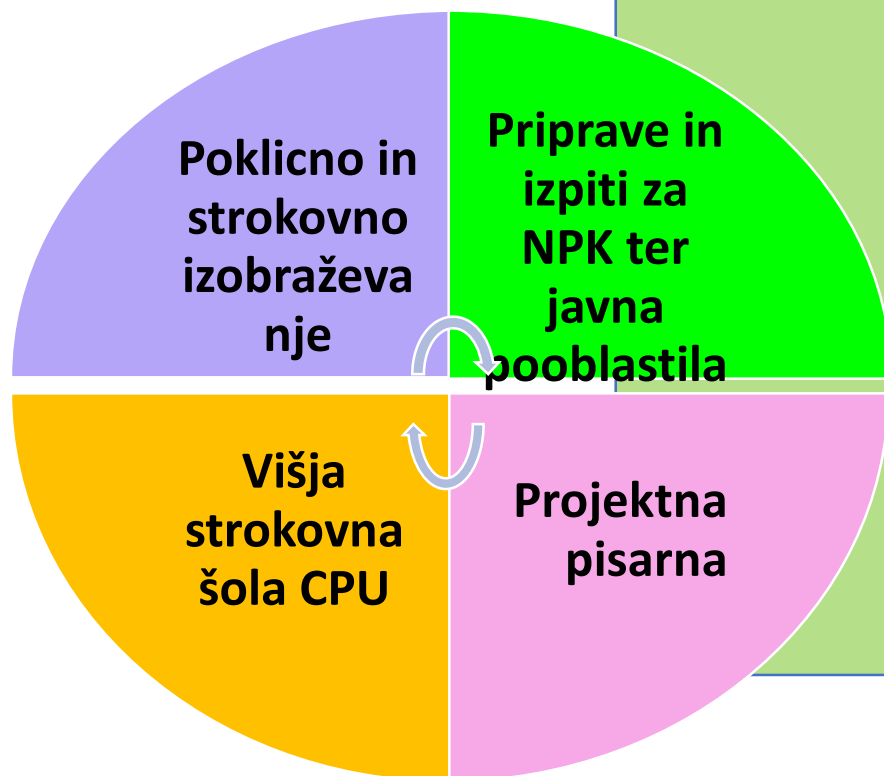 Poklicno in
strokovno
izobraževa
nje
Priprave in
izpiti za
NPK ter
javna
pooblastila
Višja
strokovna
šola CPU
Projektna
pisarna